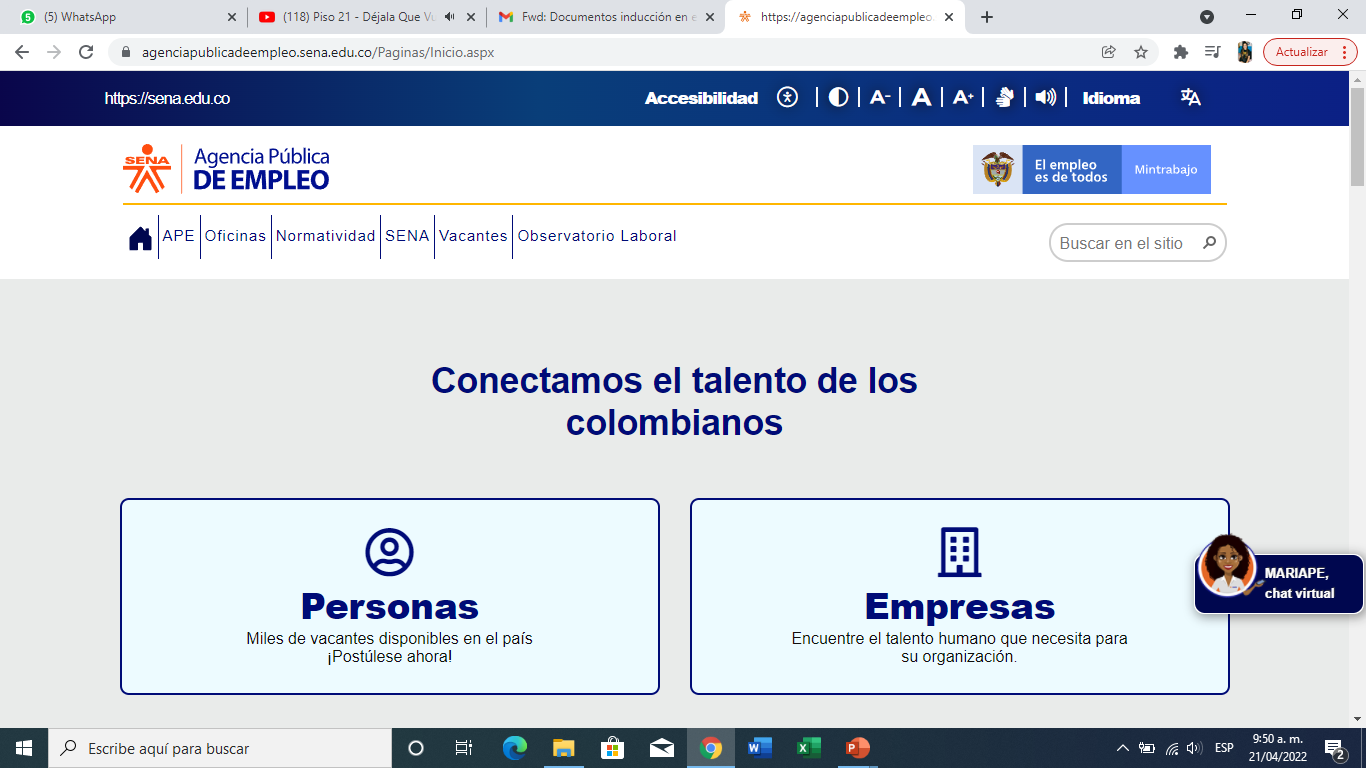 (5) WhatsApp
(118) Piso 21 - Déjala Que Vu
Fwd: Documentos inducción en e
https://agenciapublicadeempleo.
agenciapublicadeempleo.sena.edu.co/Paginas/Inicio.aspx
Actualizar
https://sena.edu.co
Accesibilidad
A- A A+
Idioma
SENA
Agencia Pública
DE EMPLEO
El empleo
es de todos
Mintrabajo
APE Oficinas Normatividad SENA Vacantes Observatorio Laboral
Buscar en el sitio
Conectamos el talento de los
colombianos
Personas
Miles de vacantes disponibles en el país
¡Postúlese ahora!
Empresas
Encuentre el talento humano que necesita para
su organización.
MARIAPE,
chat virtual
Escribe aquí para buscar
ESP
9:50 a. m.
21/04/2022
2